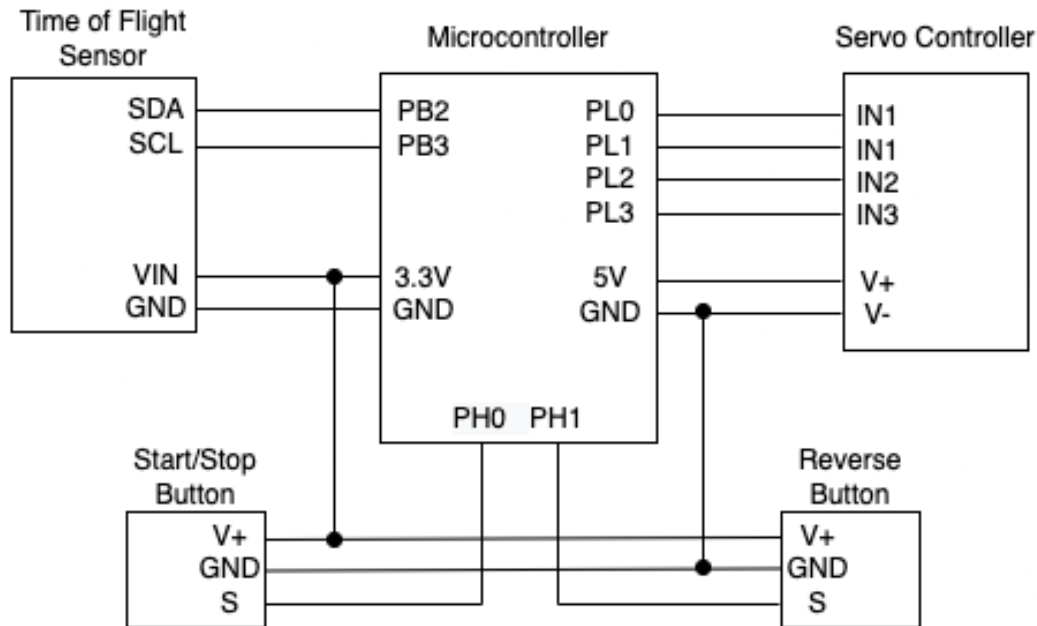 Time of Flight
Sensor
SDA
SCL
VIN
GND
Microcontroller
PB2
PB3
3.3V
GND
PL0
PL1
PL2
PL3
5V
GND
PH0 PH1
Servo Controller
IN1
IN1
IN2
IN3
V+
V-
Start/Stop
Button
V+
GND
S
Reverse
Button
V+
GND
S